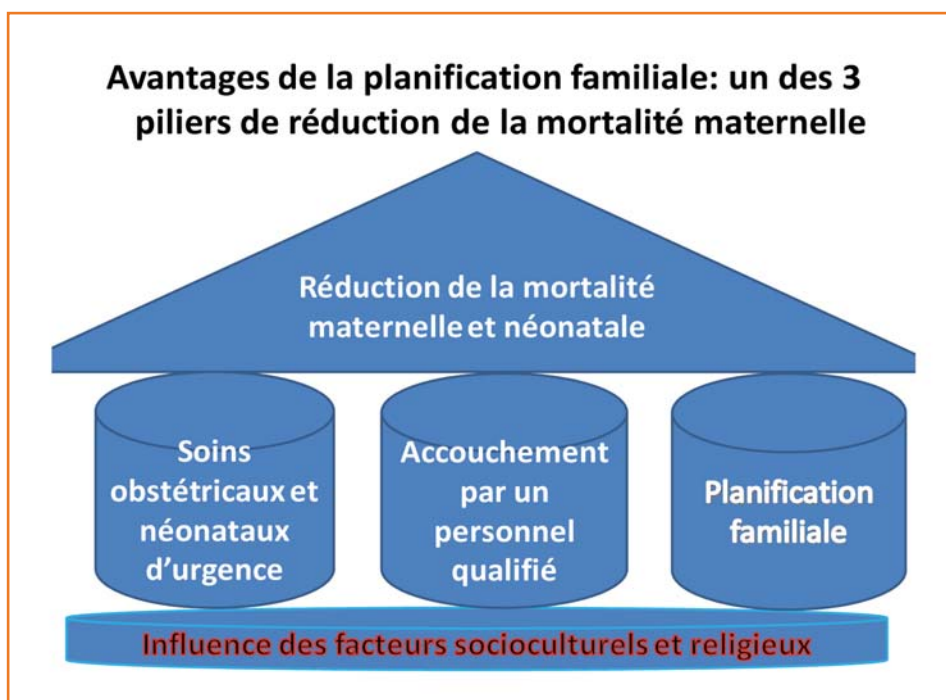 Avantages de la planification familiale: un des 3
piliers de réduction de la mortalité maternelle
Réduction de la mortalité
maternelle et néonatale
Soins
obstétricaux et
néonataux
d’urgence
Accouchement
par un
personnel
qualifié
Planification
familiale
Influence des facteurs socioculturels et religieux